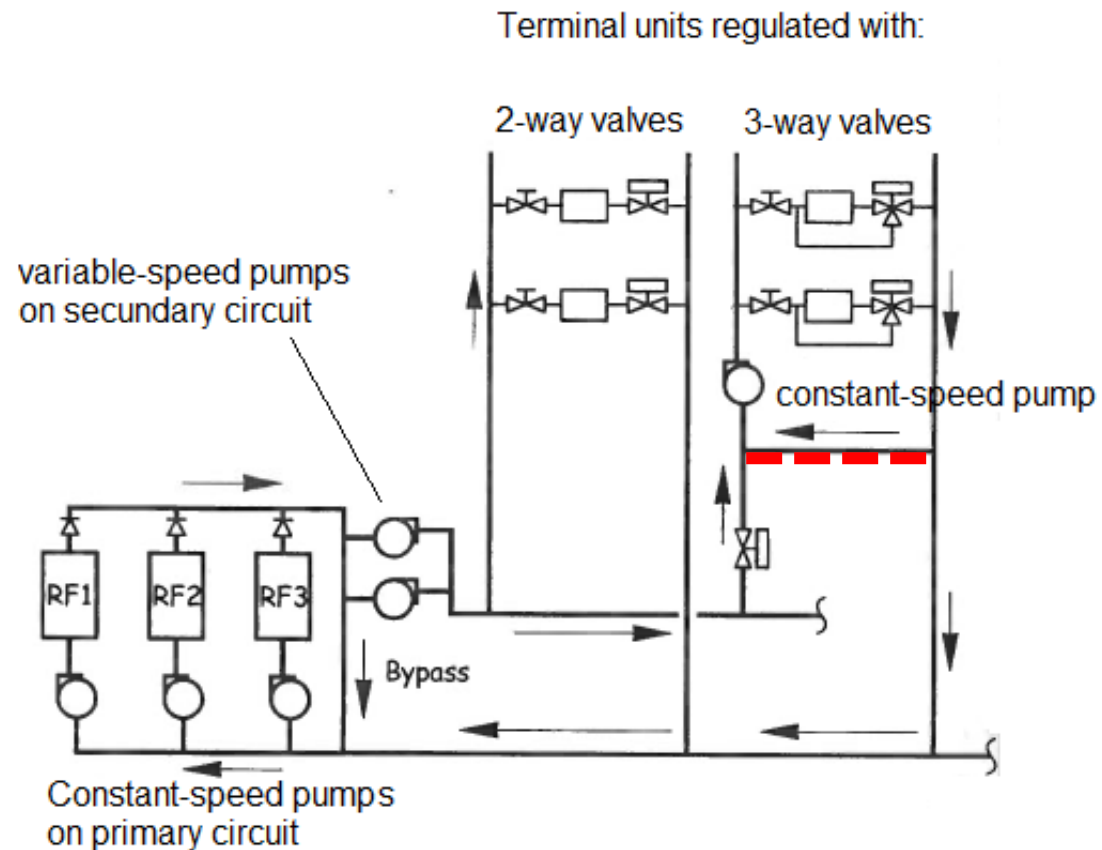 Terminal units regulated with:
2-way valves
3-way valves
variable-speed pumps
on secundary circuit
constant-speed pump
RF1
RF2
RF3
Bypass
Constant-speed pumps
on primary circuit